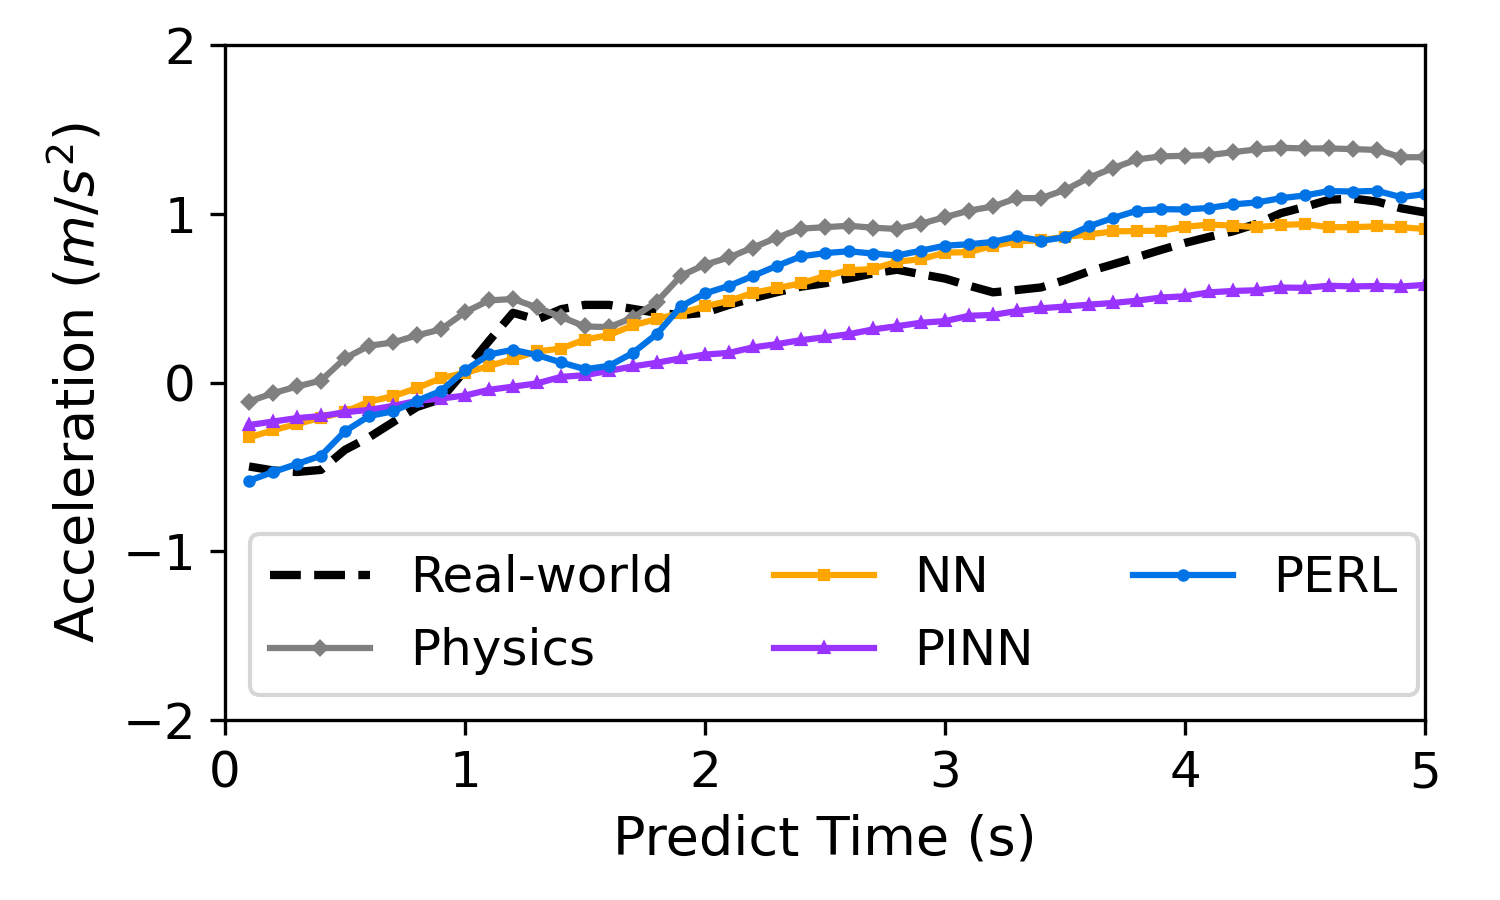 2
1
0
−1
−2
Acceleration (m/s²)
Real-world
Physics
NN
PINN
PERL
0 1 2 3 4 5
Predict Time (s)